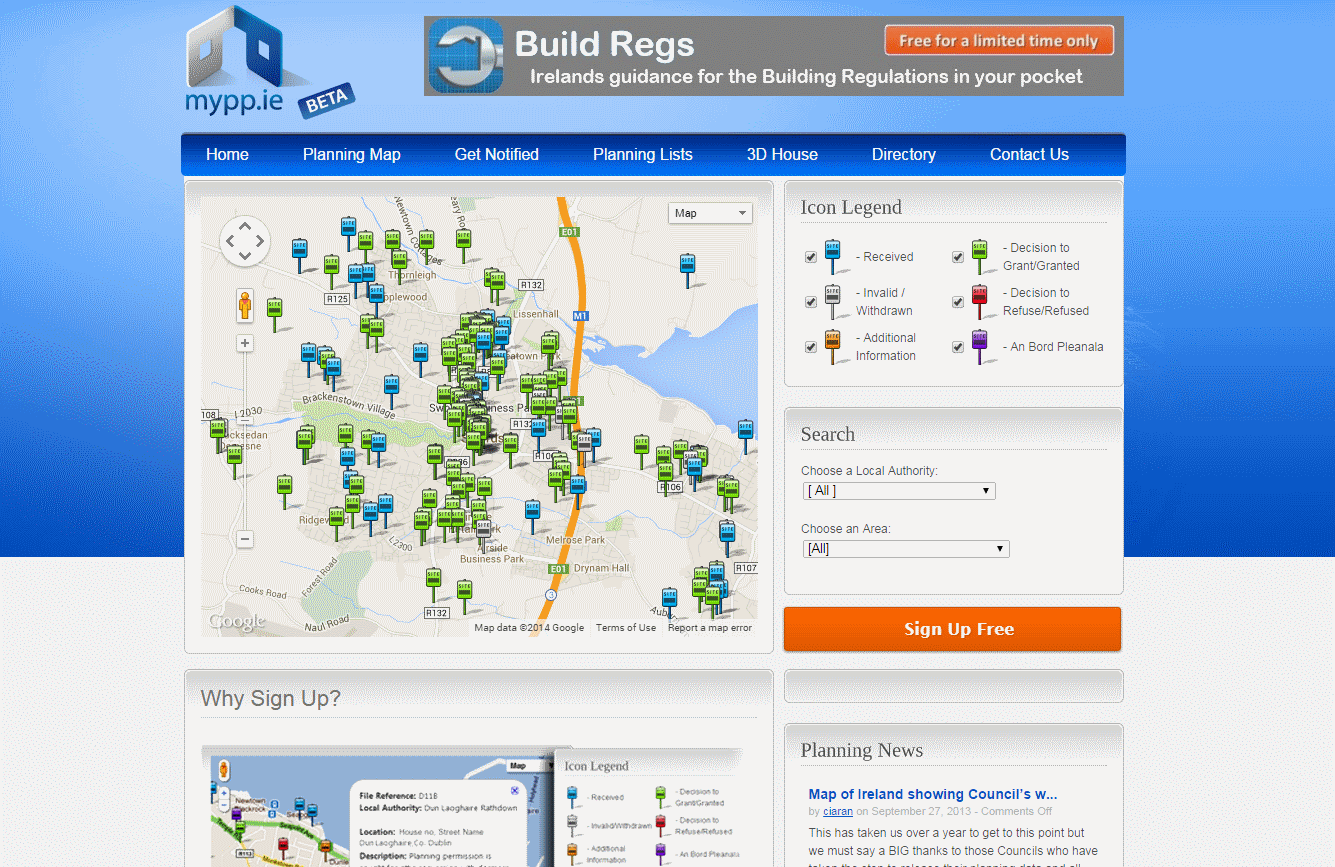 mypp.ie BETA
Build Regs
Free for a limited time only
Irelands guidance for the Building Regulations in your pocket
Home Planning Map Get Notified Planning Lists 3D House Directory Contact Us
Map
E01
Thornleigh
R125
R132
Lissenhall
M1
Brackenstown Village
L2030
108
L2030
R132
R106
R106
Melrose Park
L2300
Business Park
E01
Drynam Hall
R107
Forest Road
Cooks Road
3
R132
Naul Road
Google
Map data ©2014 Google Terms of Use Report a map error
Icon Legend
- Received
- Decision to
Grant/Granted
- Invalid /
Withdrawn
- Decision to
Refuse/Refused
- Additional
Information
- An Bord Pleanala
Search
Choose a Local Authority:
[ All ]
Choose an Area:
[All]
Sign Up Free
Why Sign Up?
Map
File Reference: D11B
Local Authority: Dun Laoghaire Rathdown
Location: House no, Street Name
Dun Laoghaire,Co. Dublin
Description: Planning permission is
Icon Legend
- Received
- Decision to
Grant/Granted
- Invalid/Withdrawn
- Decision to
Refuse/Refused
- Additional
Information
- An Bord Pleanala
Planning News
Map of Ireland showing Council's w...
by ciaran on September 27, 2013 - Comments Off
This has taken us over a year to get to this point but
we must say a BIG thanks to those Councils who have